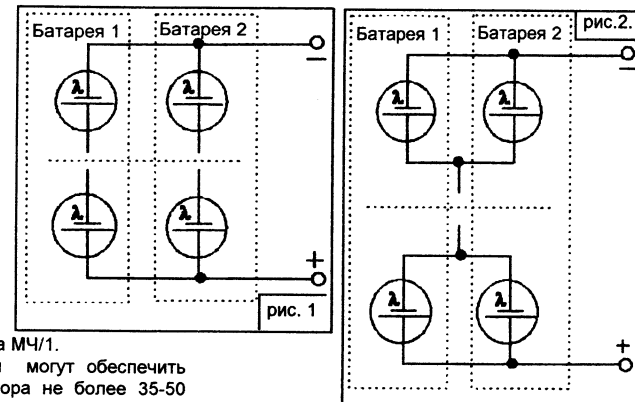 Батарея 1 Батарея 2
−
λ λ
λ λ
+
рис. 1
рис.2.
Батарея 1 Батарея 2
−
λ λ
λ λ
+
а МЧ/1.
могут обеспечить
ора не более 35-50